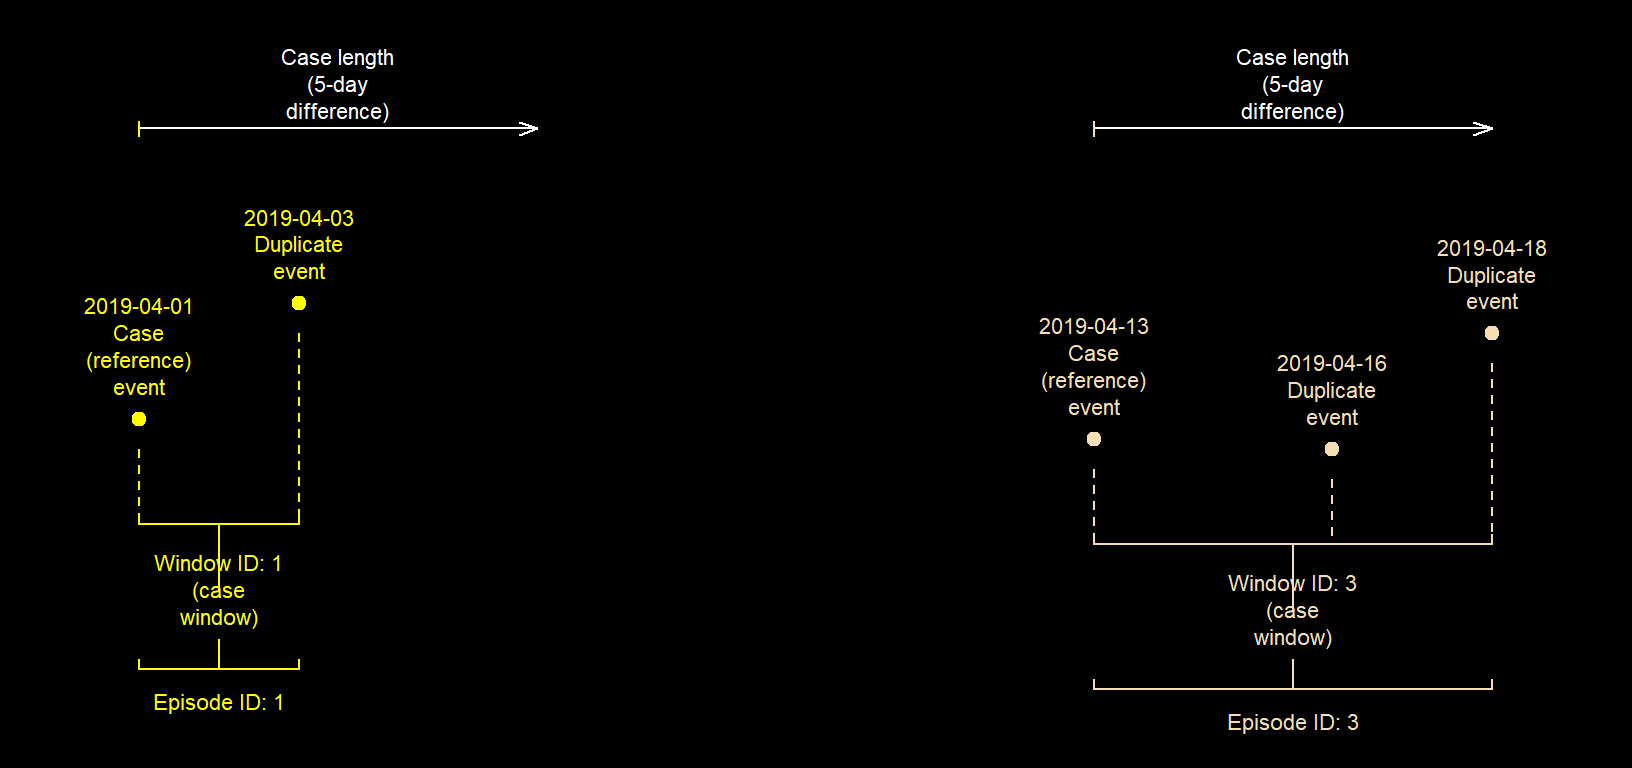 Case length
(5-day
difference)
Case length
(5-day
difference)
2019-04-03
Duplicate
event
2019-04-01
Case
(reference)
event
2019-04-18
Duplicate
event
2019-04-13
Case
(reference)
event
2019-04-16
Duplicate
event
Window ID: 1
(case
window)
Episode ID: 1
Window ID: 3
(case
window)
Episode ID: 3